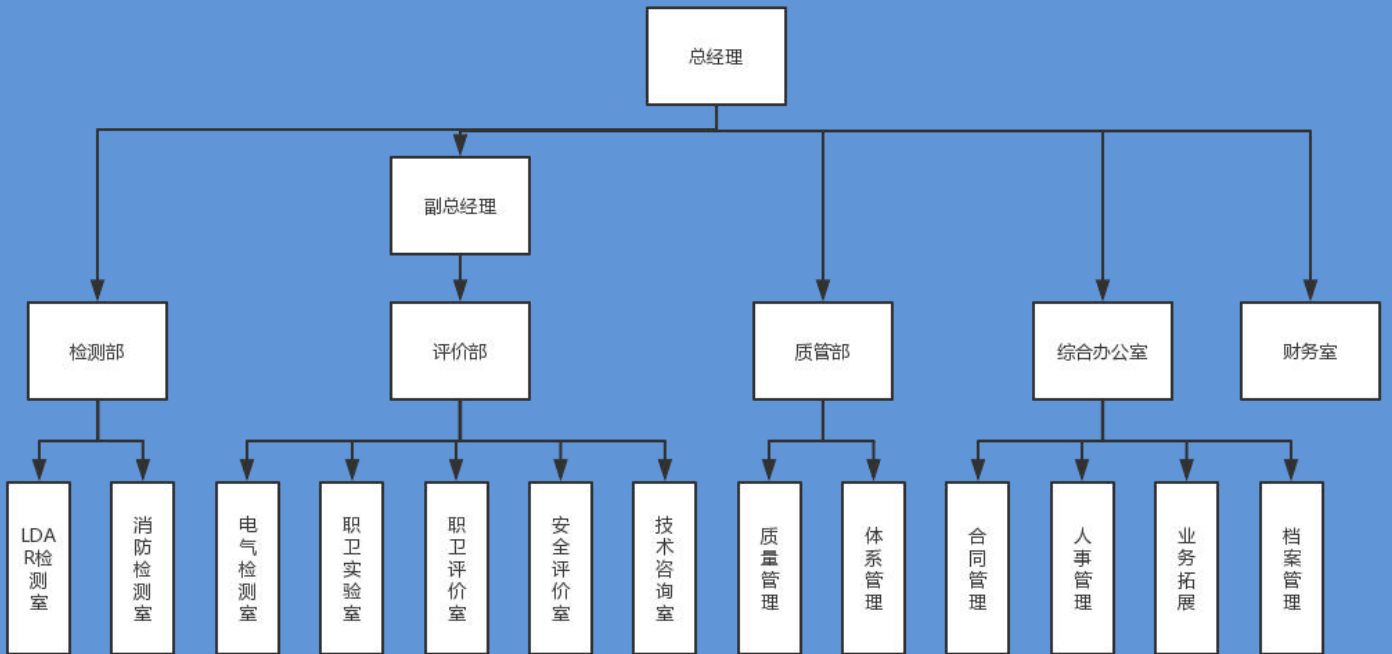 总经理
副总经理
检测部
评价部
质管部
综合办公室
财务室
LDA
R检
测
室
消
防
检
测
室
电
气
检
测
室
职
卫
实
验
室
职
卫
评
价
室
安
全
评
价
室
技
术
咨
询
室
质
量
管
理
体
系
管
理
合
同
管
理
人
事
管
理
业
务
拓
展
档
案
管
理